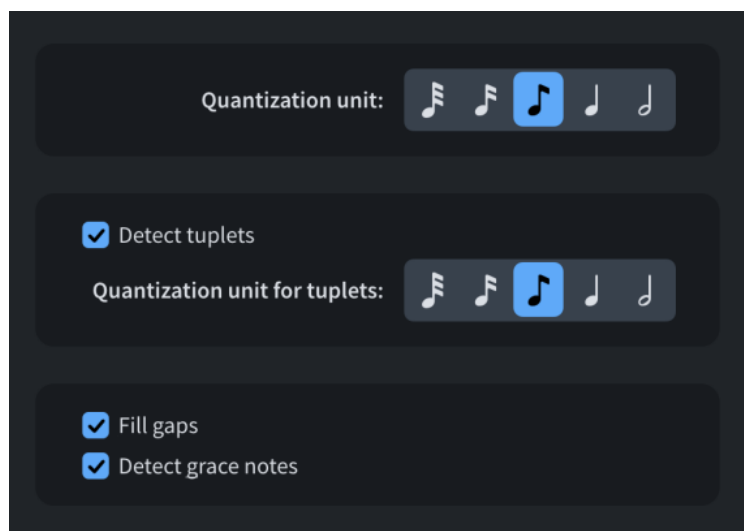 Quantization unit:
Detect tuplets
Quantization unit for tuplets:
Fill gaps
Detect grace notes